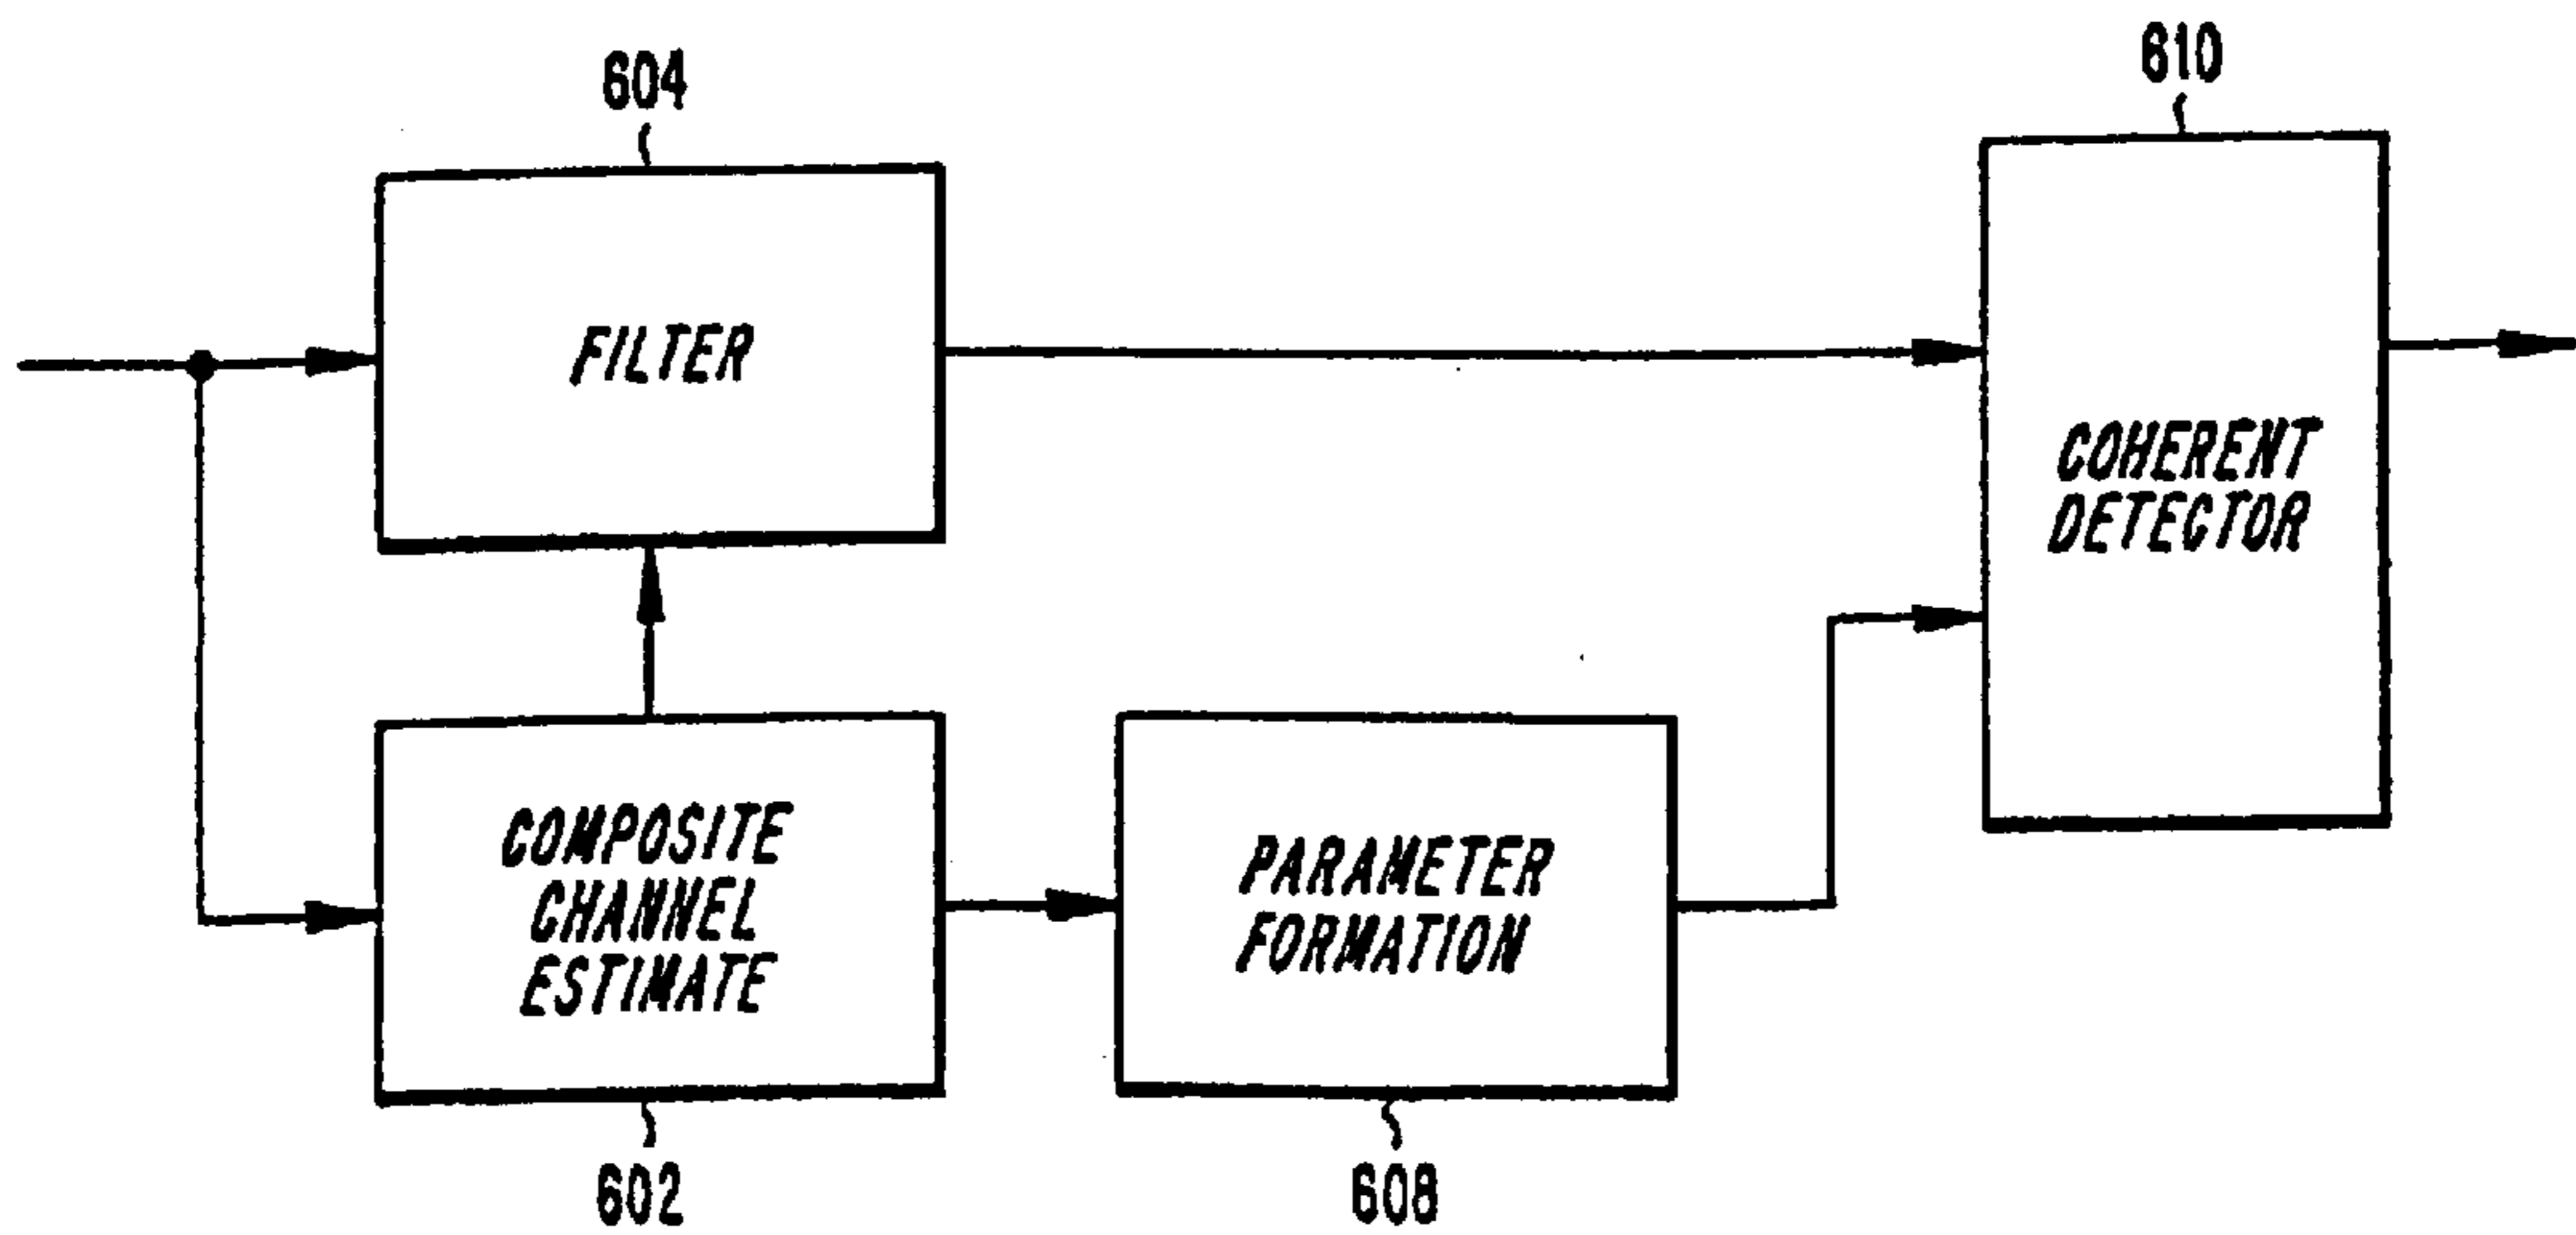 604
610
FILTER
COHERENT
DETECTOR
COMPOSITE
CHANNEL
ESTIMATE
PARAMETER
FORMATION
602
608